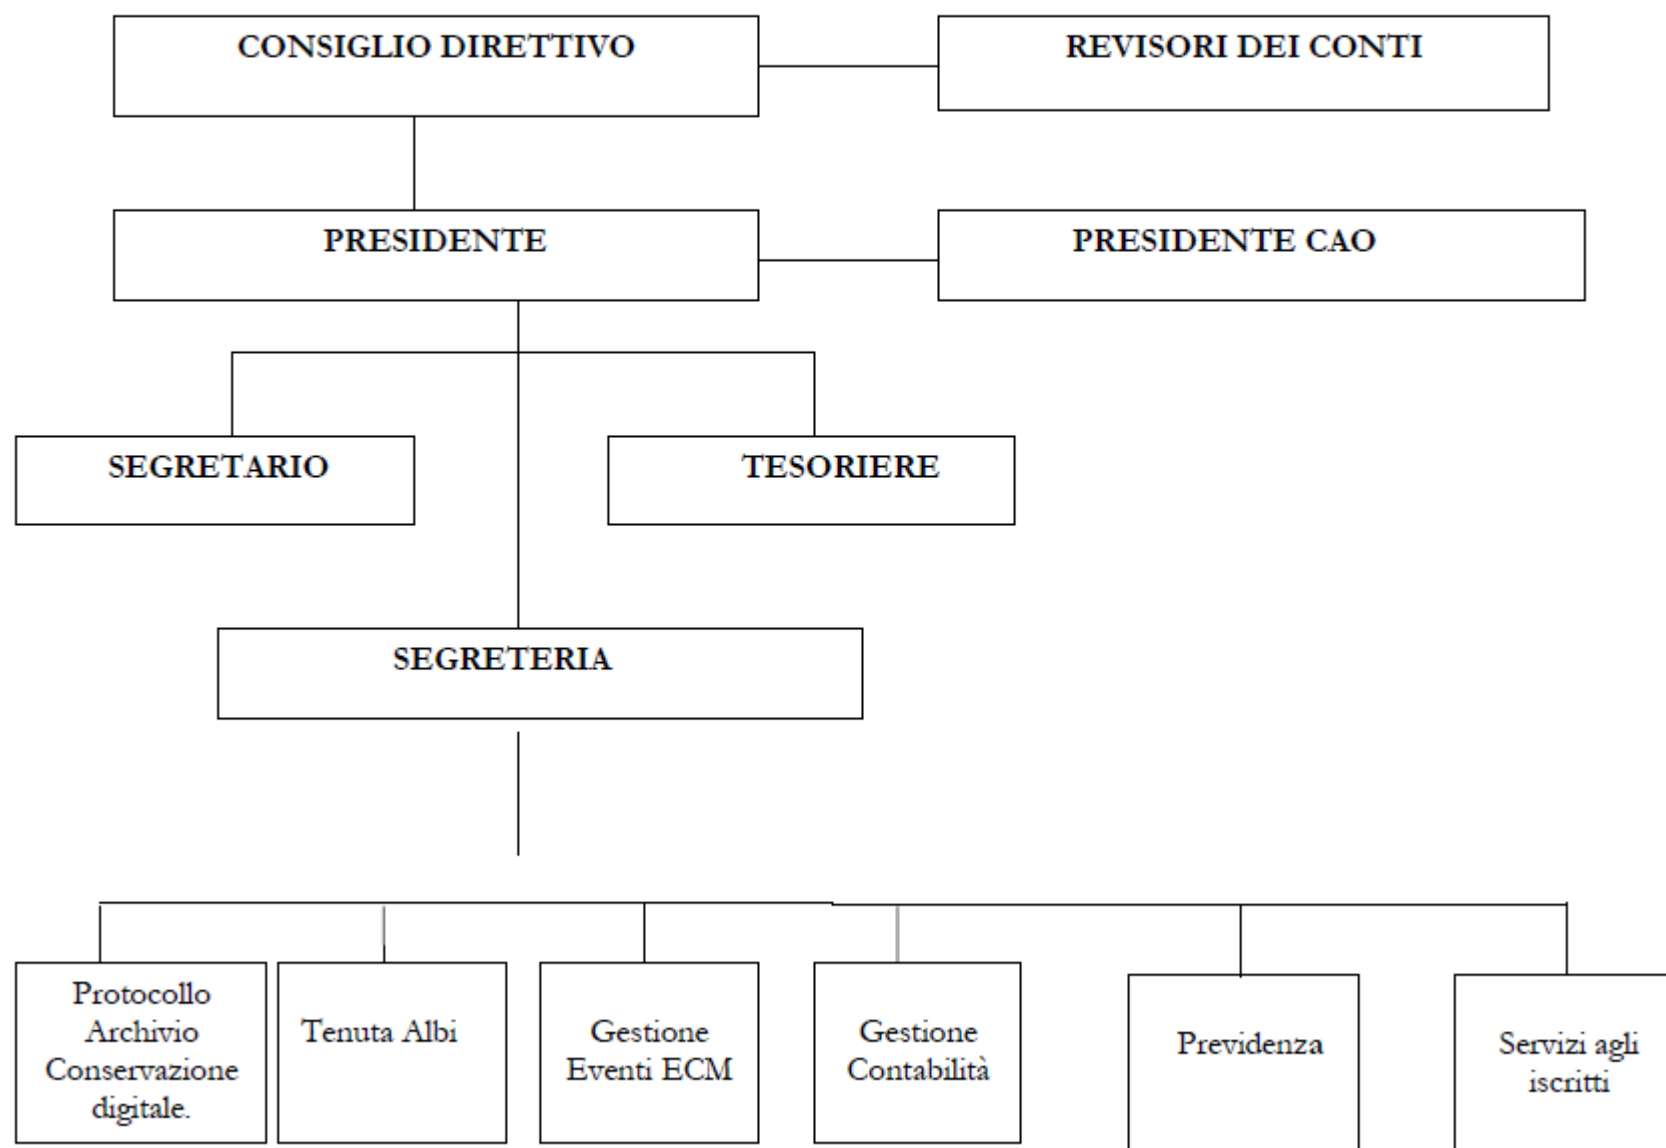 CONSIGLIO DIRETTIVO
REVISORI DEI CONTI
PRESIDENTE
PRESIDENTE CAO
SEGRETARIO
TESORIERE
SEGRETERIA
Protocollo
Archivio
Conservazione
digitale.
Tenuta Albi
Gestione
Eventi ECM
Gestione
Contabilità
Previdenza
Servizi agli
iscritti